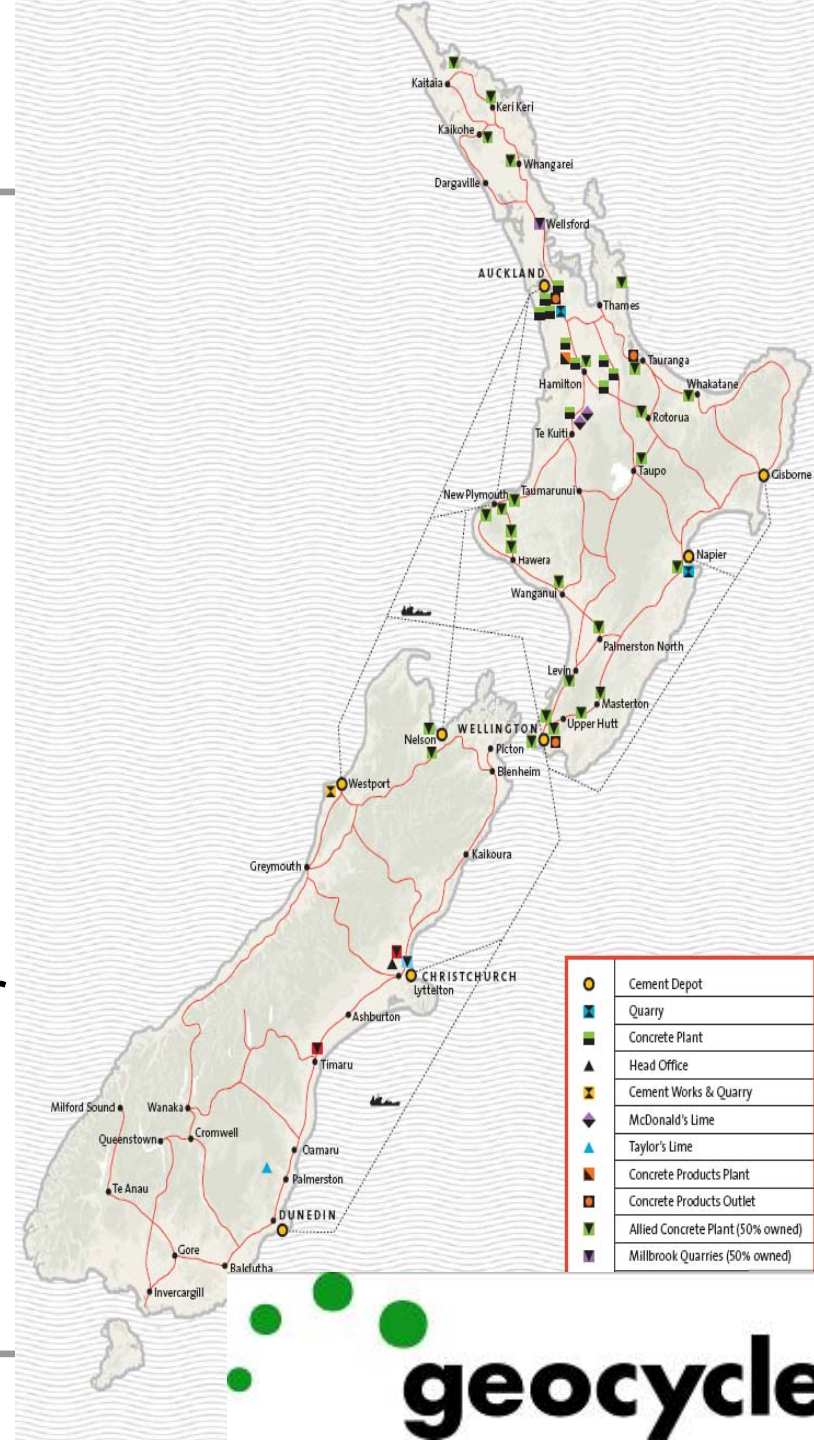 Kaitaia
Keri Keri
Kaikohe
Whangarei
Dargaville
Wellsford
AUCKLAND
Thames
Tauranga
Hamilton
Whakatane
Rotorua
Te Kuiti
Taupo
Gisborne
New Plymouth
Taumarunui
Napier
Hawera
Wanganui
Palmerston North
Levin
Masterton
Upper Hutt
WELLINGTON
Nelson
Picton
Blenheim
Westport
Kaikoura
Greymouth
CHRISTCHURCH
Lyttelton
Ashburton
Timaru
Milford Sound
Wanaka
Queenstown
Cromwell
Oamaru
Palmerston
Te Anau
DUNEDIN
Gore
Balclutha
Invercargill
Cement Depot
Quarry
Concrete Plant
Head Office
Cement Works & Quarry
McDonald's Lime
Taylor's Lime
Concrete Products Plant
Concrete Products Outlet
Allied Concrete Plant (50% owned)
Millbrook Quarries (50% owned)
geocycle